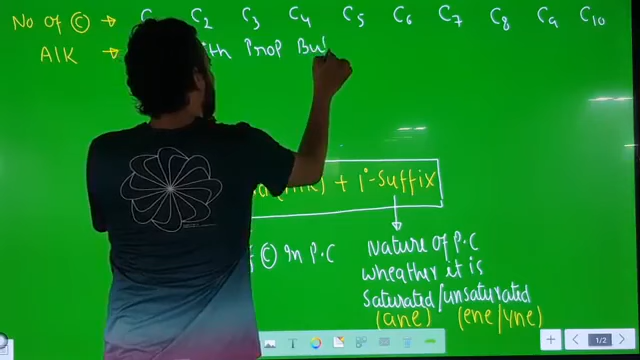 No of © → C C2 C3 C4 C5 C6 C7 C8 C9 C10
AlK → th Prop But
+ 1°-Suffix
© In P.C
Nature of P.C
wheather it is
Saturated/unsaturated
(ane) (ene/yne)
1/2